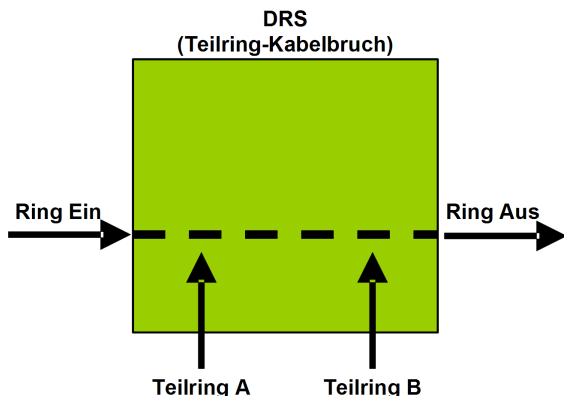 DRS
(Teilring-Kabelbruch)
Ring Ein
Ring Aus
Teilring A
Teilring B